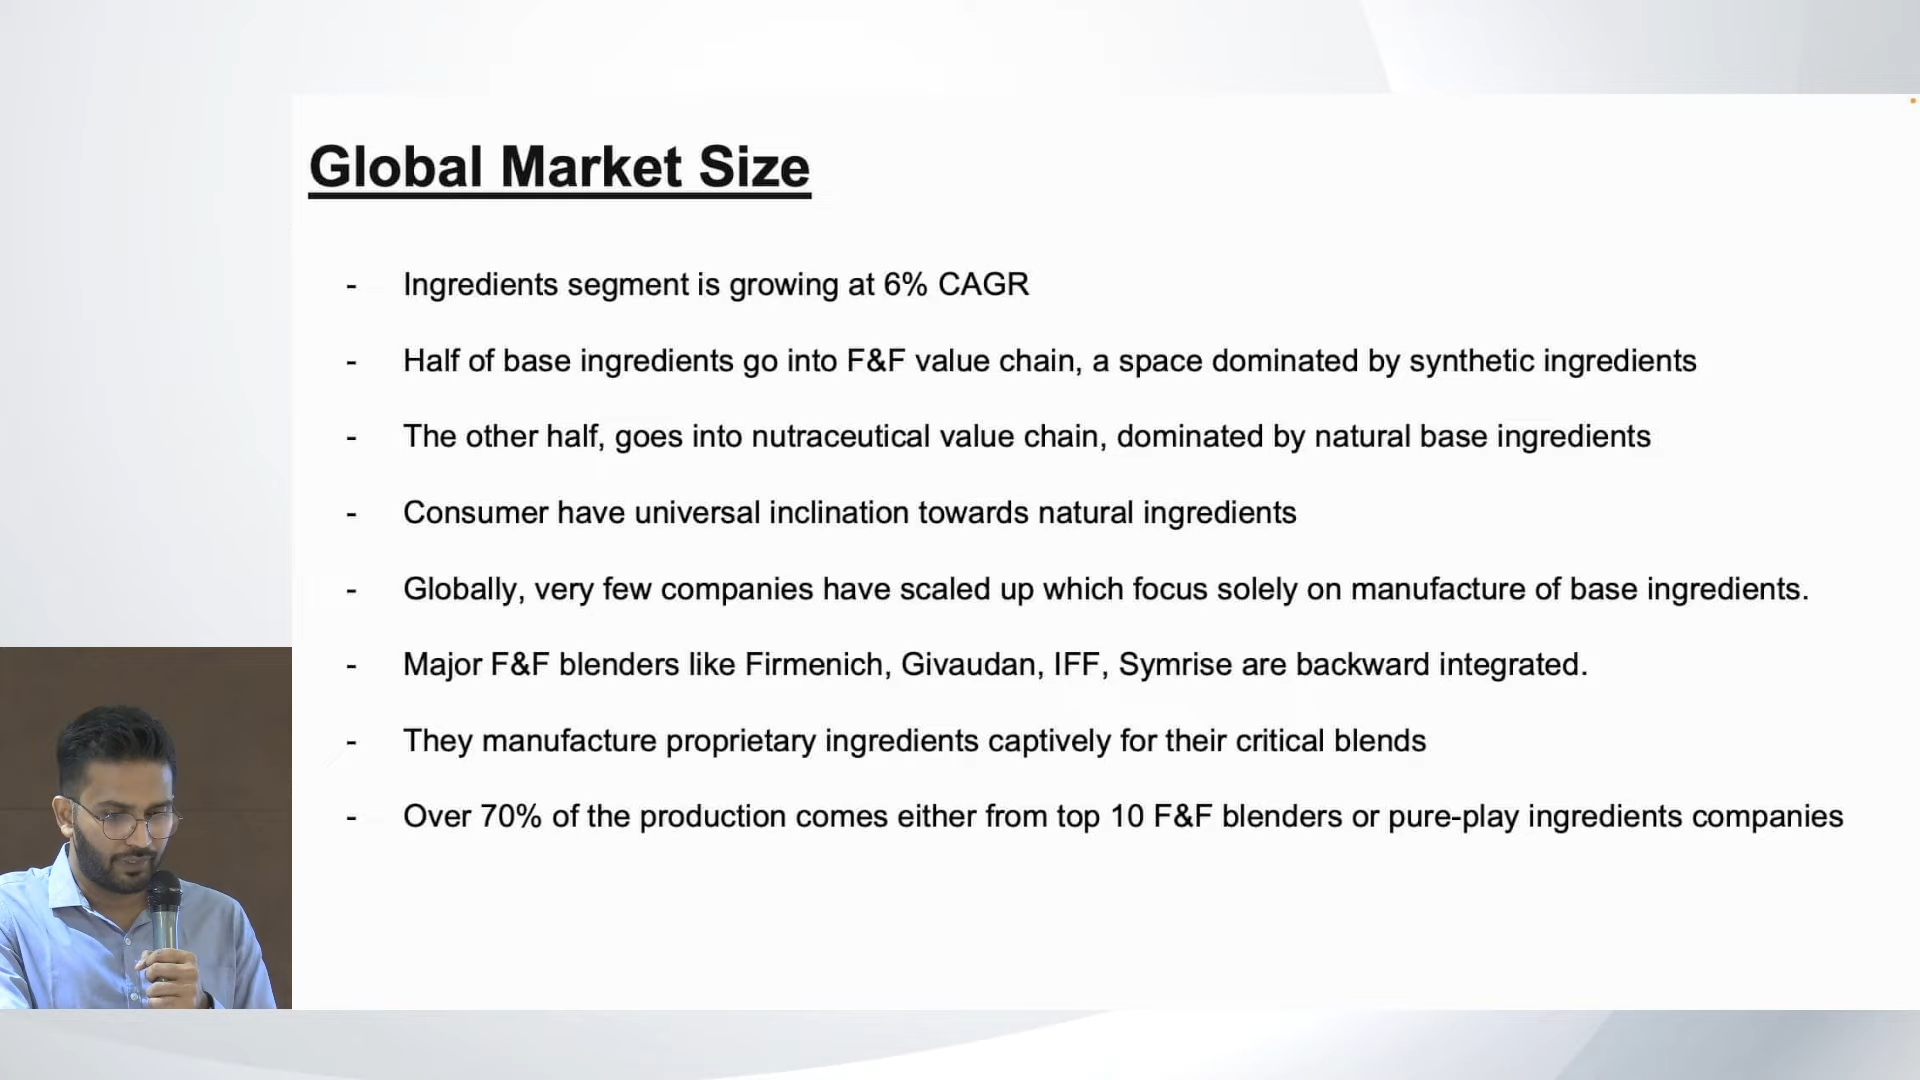 Global Market Size
- Ingredients segment is growing at 6% CAGR
- Half of base ingredients go into F&F value chain, a space dominated by synthetic ingredients
- The other half, goes into nutraceutical value chain, dominated by natural base ingredients
- Consumer have universal inclination towards natural ingredients
- Globally, very few companies have scaled up which focus solely on manufacture of base ingredients.
- Major F&F blenders like Firmenich, Givaudan, IFF, Symrise are backward integrated.
- They manufacture proprietary ingredients captively for their critical blends
- Over 70% of the production comes either from top 10 F&F blenders or pure-play ingredients companies